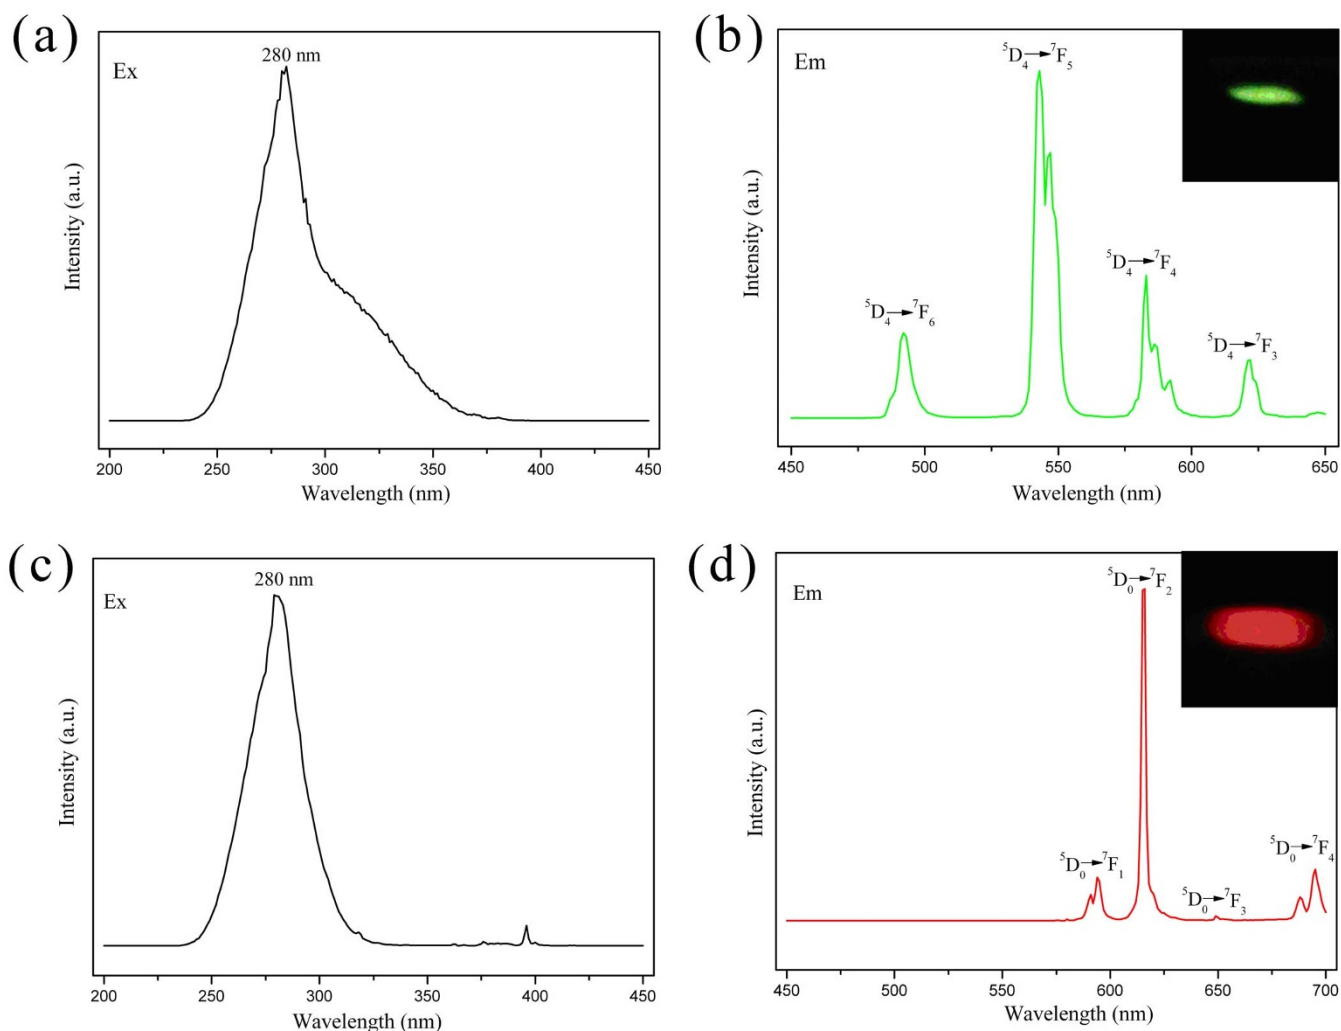 (a)
280 nm
Ex
Intensity (a.u.)
200 250 300 350 400 450
Wavelength (nm)
(b)
Em
⁵D₄→⁷F₅
⁵D₄→⁷F₄
⁵D₄→⁷F₆
⁵D₄→⁷F₃
Intensity (a.u.)
450 500 550 600 650
Wavelength (nm)
(c)
280 nm
Ex
Intensity (a.u.)
200 250 300 350 400 450
Wavelength (nm)
(d)
⁵D₀→⁷F₂
Em
⁵D₀→⁷F₄
⁵D₀→⁷F₁
⁵D₀→⁷F₃
Intensity (a.u.)
450 500 550 600 650 700
Wavelength (nm)